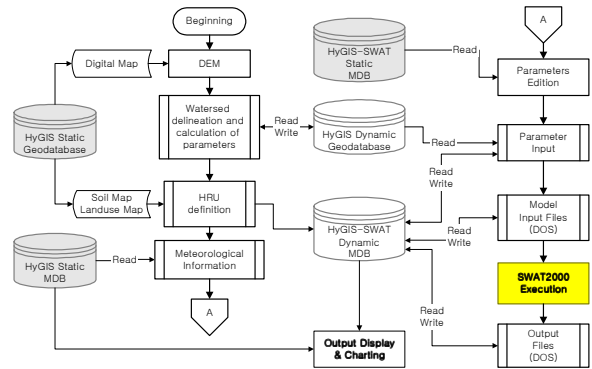 Beginning
Digital Map
DEM
HyGIS Static
Geodatabase
Watersed
delineation and
calculation of
parameters
Read
Write
HyGIS Dynamic
Geodatabase
Soil Map
Landuse Map
HRU
definition
HyGIS Static
MDB
Read
Meteorological
Information
A
HyGIS-SWAT
Static
MDB
Read
HyGIS-SWAT
Dynamic
MDB
Output Display
& Charting
A
Parameters
Edition
Read
Parameter
Input
Read
Write
Model
Input Files
(DOS)
Read
Write
SWAT2000
Execution
Read
Write
Output
Files
(DOS)